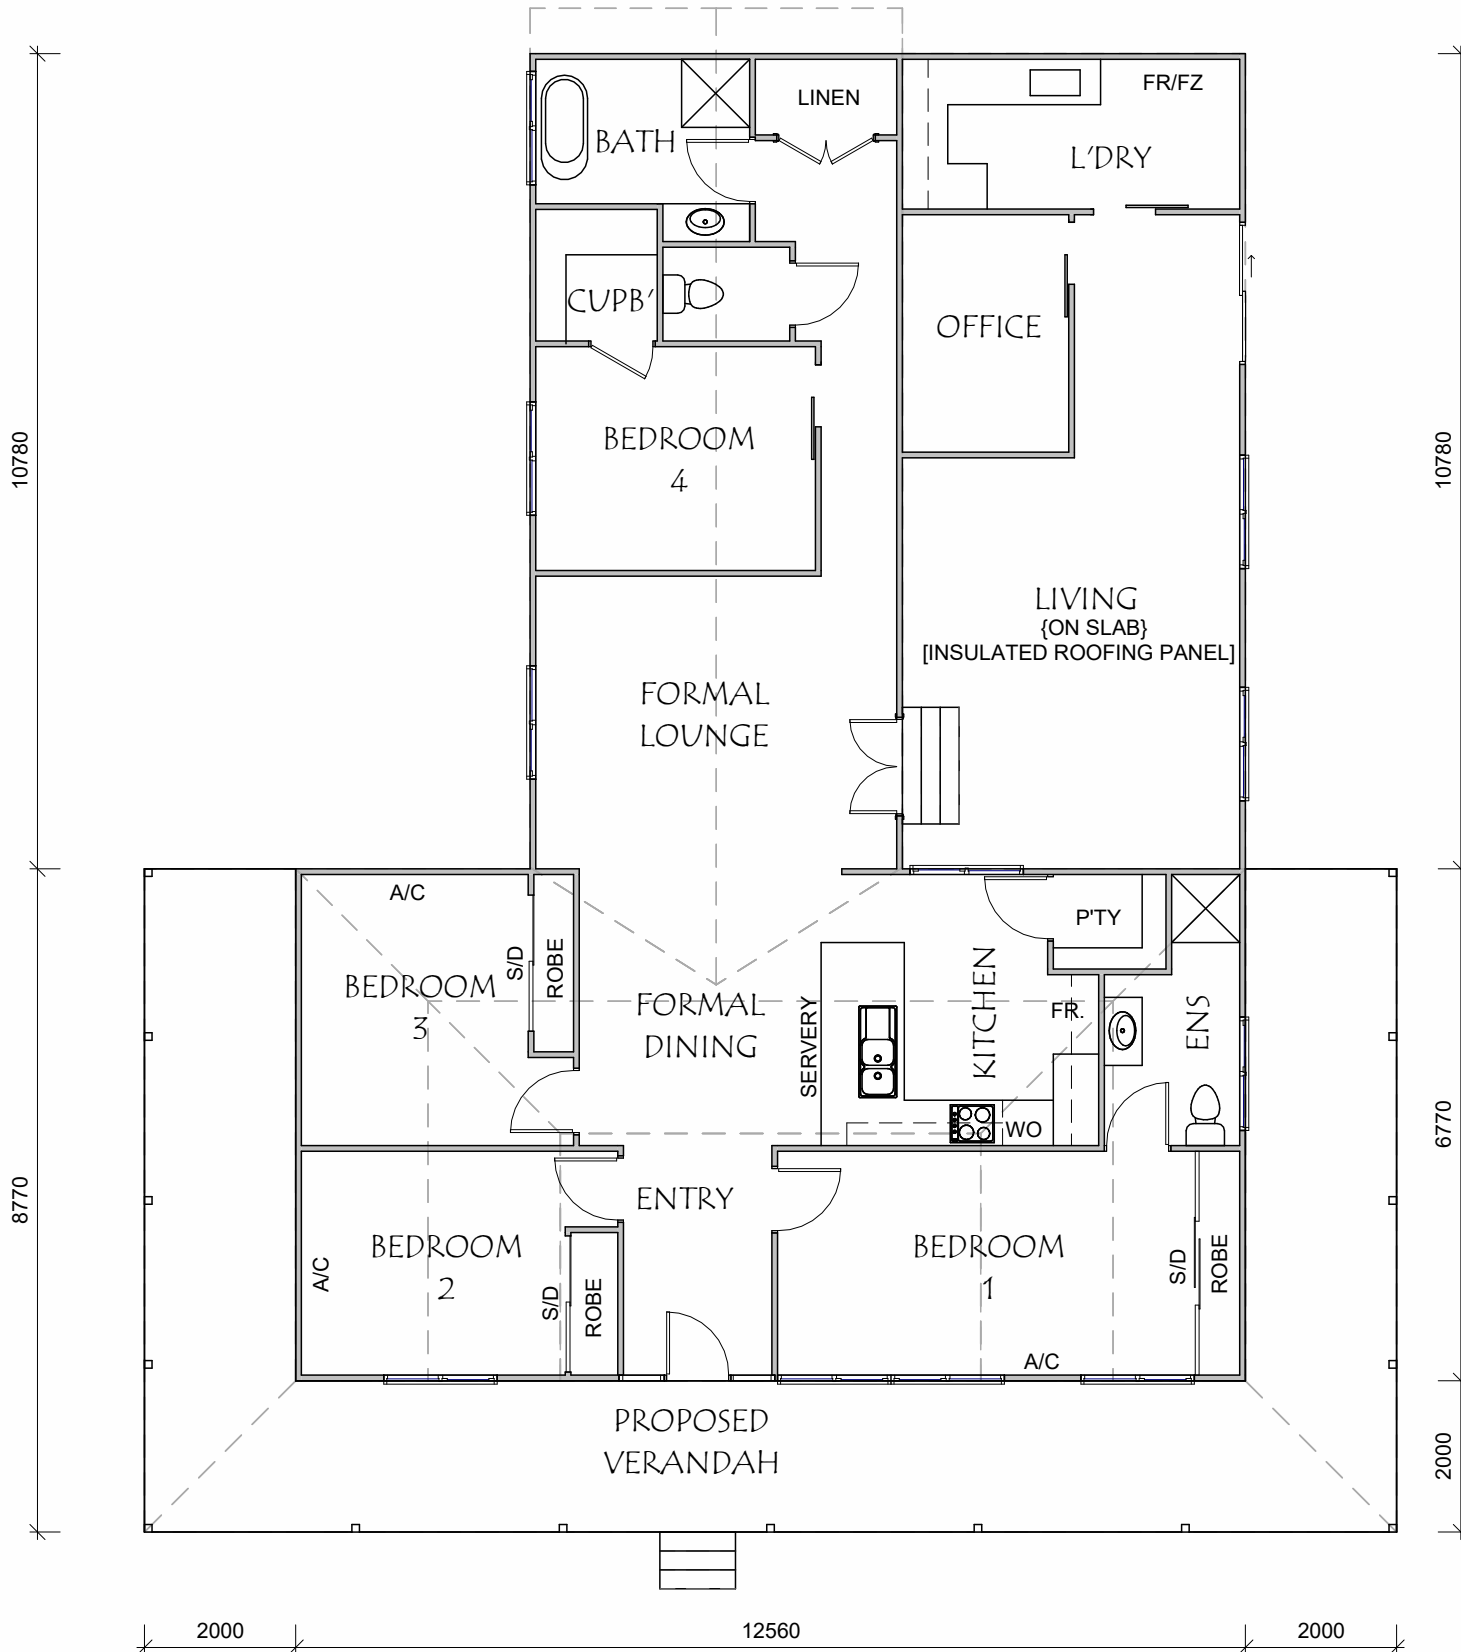 LINEN
FR/FZ
BATH
L'DRY
CUPB'
OFFICE
10780
10780
BEDROOM
4
LIVING
{ON SLAB}
[INSULATED ROOFING PANEL]
FORMAL
LOUNGE
A/C
P'TY
BEDROOM
3
S/D
ROBE
FORMAL
DINING
SERVERY
KITCHEN
FR.
ENS
WO
6770
8770
ENTRY
BEDROOM
2
A/C
S/D
ROBE
BEDROOM
1
S/D
ROBE
A/C
PROPOSED
VERANDAH
2000
2000
12560
2000